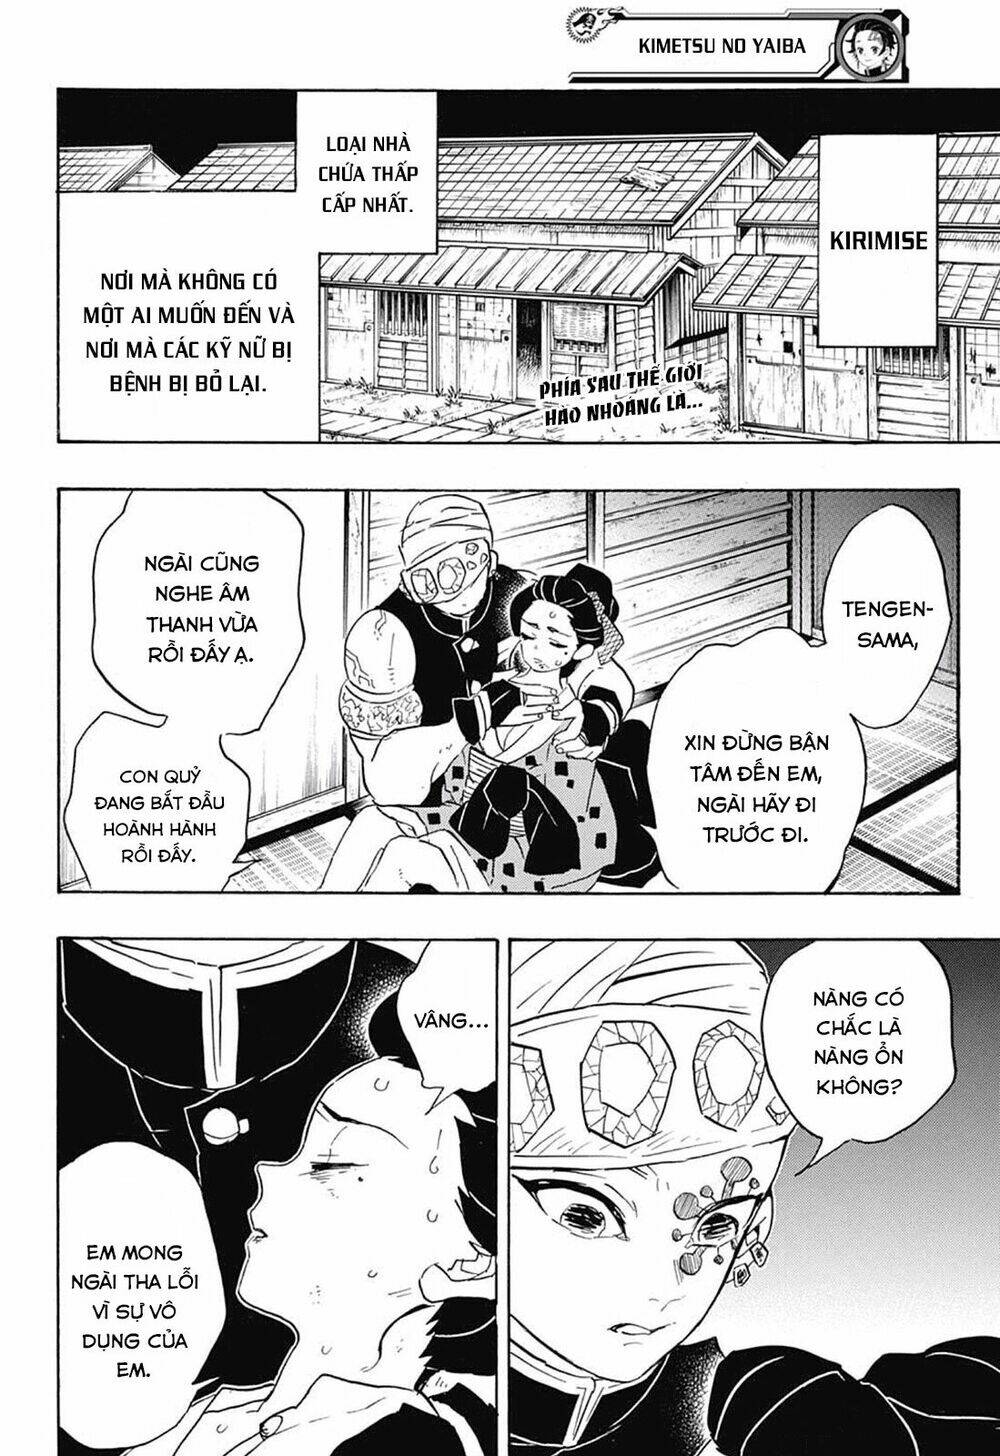 KIMETSU NO YAIBA
KIRIMISE
LOẠI NHÀ
CHỨA THẤP
CẤP NHẤT.
NƠI MÀ KHÔNG CÓ
MỘT AI MUỐN ĐẾN VÀ
NƠI MÀ CÁC KỸ NỮ BỊ
BỆNH BỊ BỎ LẠI.
PHÍA SAU THẾ GIỚI
HÀO NHOÁNG LÀ...
TENGEN-
SAMA,
XIN ĐỪNG BẬN
TÂM ĐẾN EM,
NGÀI HÃY ĐI
TRƯỚC ĐI.
NGÀI CŨNG
NGHE ÂM
THANH VỪA
RỒI ĐẤY Ạ.
CON QUỶ
ĐANG BẮT ĐẦU
HOÀNH HÀNH
RỒI ĐẤY.
NÀNG CÓ
CHẮC LÀ
NÀNG ỔN
KHÔNG?
VÂNG...
EM MONG
NGÀI THA LỖI
VÌ SỰ VÔ
DỤNG CỦA
EM.